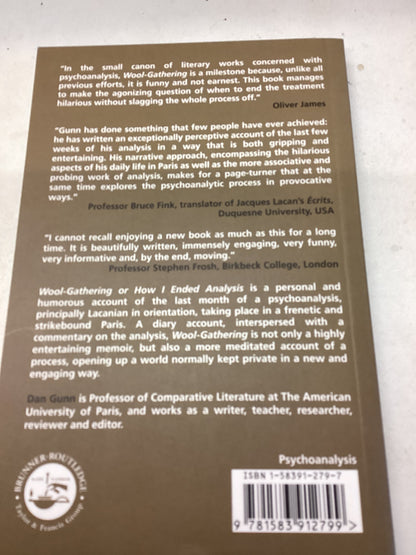 "In the small canon of literary works concerned with
psychoanalysis, Wool-Gathering is a milestone because, unlike all
previous efforts, it is funny and not earnest. This book manages
to make the agonizing question of when to end the treatment
hilarious without slagging the whole process off."
Oliver James
"Gunn has done something that few people have ever achieved:
he has written an exceptionally perceptive account of the last few
weeks of his analysis in a way that is both gripping and
entertaining. His narrative approach, encompassing the hilarious
aspects of his daily life in Paris as well as the more associative and
probing work of analysis, makes for a page-turner that at the
same time explores the psychoanalytic process in provocative
ways."
Professor Bruce Fink, translator of Jacques Lacan's Écrits,
Duquesne University, USA
"I cannot recall enjoying a new book as much as this for a long
time. It is beautifully written, immensely engaging, very funny,
very informative and, by the end, moving."
Professor Stephen Frosh, Birkbeck College, London
Wool-Gathering or How I Ended Analysis is a personal and
humorous account of the last month of a psychoanalysis,
principally Lacanian in orientation, taking place in a frenetic and
strikebound Paris. A diary account, interspersed with a
commentary on the analysis, Wool-Gathering is not only a highly
entertaining memoir, but also a more meditated account of a
process, opening up a world normally kept private in a new and
engaging way.
Dan Gunn is Professor of Comparative Literature at The American
University of Paris, and works as a writer, teacher, researcher,
reviewer and editor.
Psychoanalysis
BRUNNER-ROUTLEDGE
Taylor & Francis Group
ISBN 1-58391-279-7
9 781583 912799 >